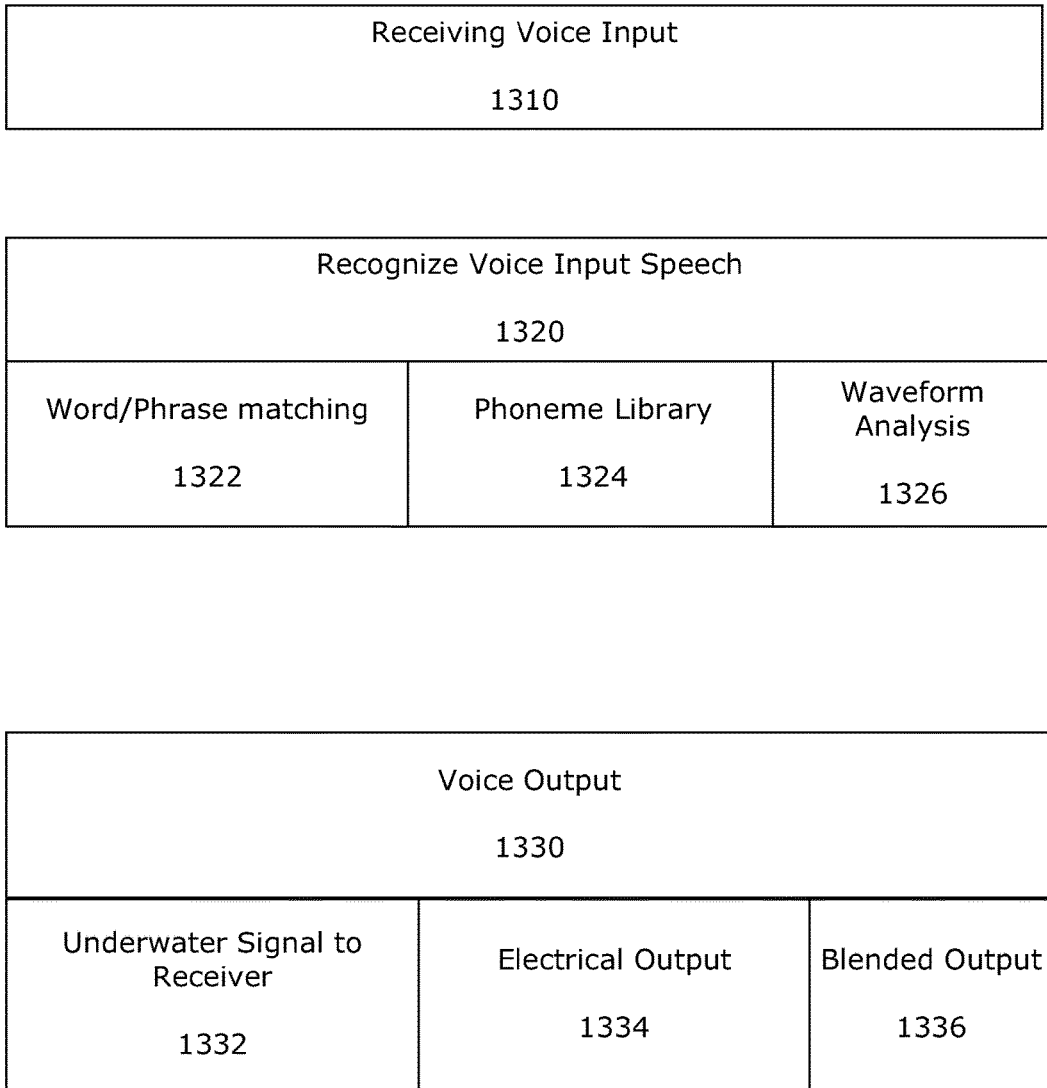 Receiving Voice Input
1310
Recognize Voice Input Speech
1320
Word/Phrase matching
1322
Phoneme Library
1324
Waveform
Analysis
1326
Voice Output
1330
Underwater Signal to
Receiver
1332
Electrical Output
1334
Blended Output
1336